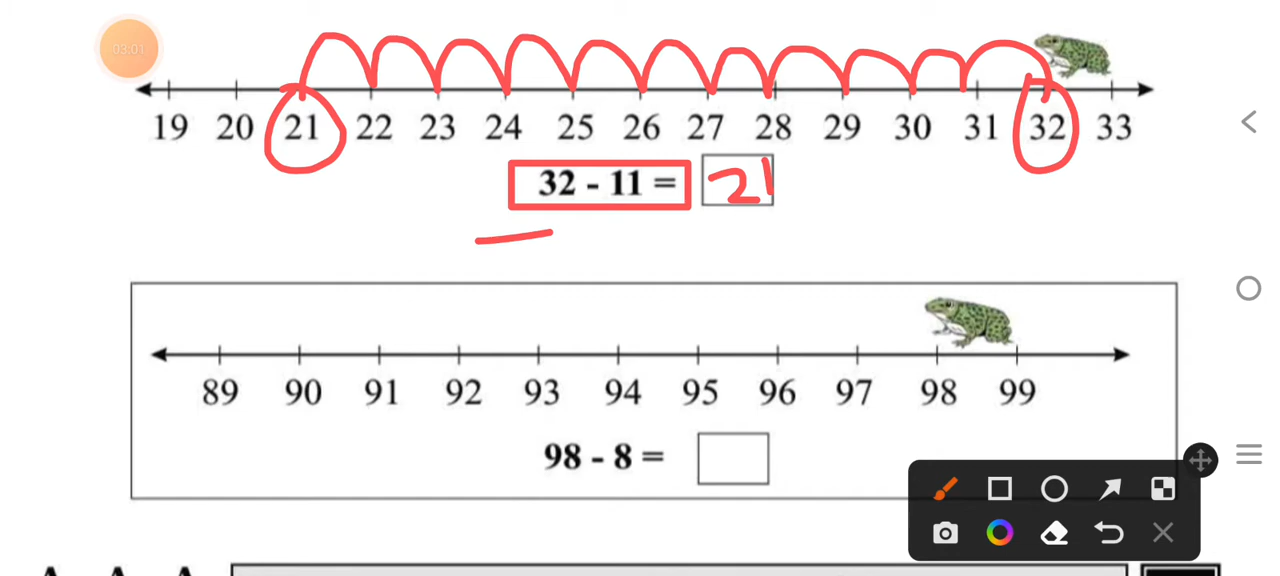 03:01
19 20 21 22 23 24 25 26 27 28 29 30 31 32 33
32 - 11 = 21
89 90 91 92 93 94 95 96 97 98 99
98 - 8 =